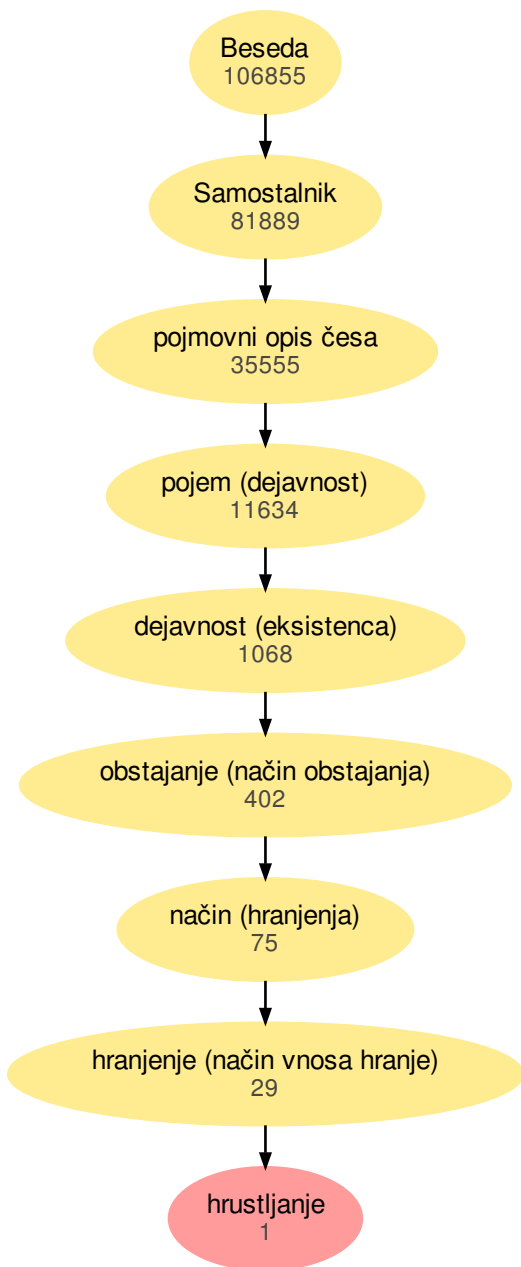 Beseda
106855
Samostalnik
81889
pojmovni opis česa
35555
pojem (dejavnost)
11634
dejavnost (eksistenca)
1068
obstajanje (način obstajanja)
402
način (hranjenja)
75
hranjenje (način vnosa hranje)
29
hrustljanje
1